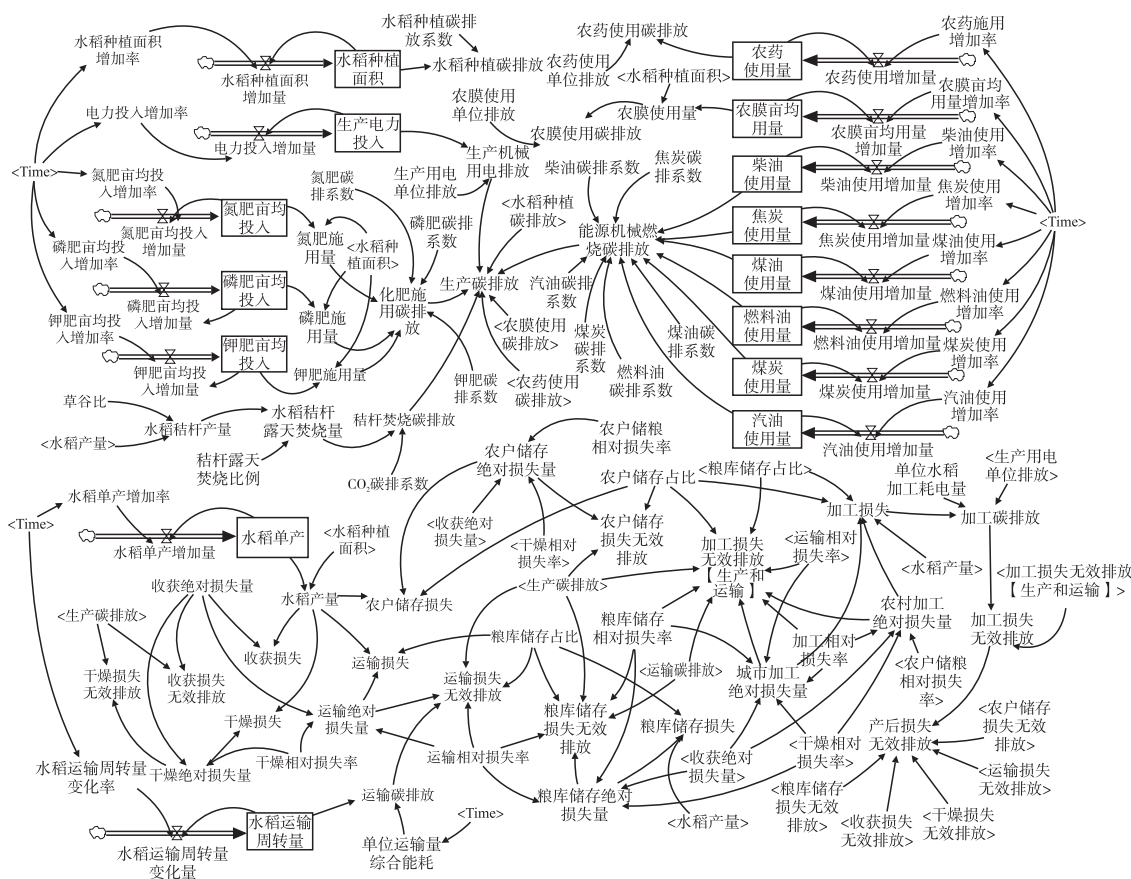 水稻种植面积
增加率
水稻种植面积
增加量
水稻种植
面积
水稻种植碳排
放系数
水稻种植碳排放
电力投入增加率
电力投入增加量
生产电力
投入
<Time>
氮肥亩均投
入增加率
氮肥亩均投入
增加量
氮肥亩均
投入
磷肥亩均投
入增加率
磷肥亩均投
入增加量
磷肥亩均
投入
钾肥亩均投
入增加率
钾肥亩均投
入增加量
钾肥亩均
投入
氮肥施
用量
磷肥施
用量
钾肥施用量
<水稻种
植面积>
氮肥碳
排系数
磷肥碳排
系数
化肥施
用碳排
放
钾肥碳
排系数
生产用电
单位排放
生产机械
用电排放
<水稻种植
碳排放>
生产碳排放
<农膜使用
碳排放>
<农药使用
碳排放>
农药使用碳排放
农药使用
单位排放
<水稻种植面积>
农膜使用
单位排放
农膜使用量
农膜使用碳排放
柴油碳排系数
焦炭碳
排系数
能源机械燃
烧碳排放
汽油碳排
系数
煤炭
碳排
系数
燃料油
碳排系数
煤油碳
排系数
农药
使用量
农药使用增加量
农药施用
增加率
农膜亩均
用量
农膜亩均用量
增加量
农膜亩均
用量增加率
柴油
使用量
柴油使用增加量
柴油使用
增加率
焦炭
使用量
焦炭使用增加量
焦炭使用
增加率
煤油
使用量
煤油使用增加量
煤油使用
增加率
燃料油
使用量
燃料油使用增加量
燃料油使用
增加率
煤炭
使用量
煤炭使用增加量
煤炭使用
增加率
汽油
使用量
汽油使用增加量
汽油使用
增加率
<Time>
草谷比
<水稻产量>
水稻秸秆产量
水稻秸秆
露天焚烧量
秸秆露天
焚烧比例
秸秆焚烧碳排放
CO₂碳排系数
<Time>
水稻单产增加率
水稻单产增加量
水稻单产
<水稻种植
面积>
水稻产量
收获绝对损失量
<生产碳排放>
收获损失
干燥损失
无效排放
收获损失
无效排放
干燥损失
干燥绝对损失量
干燥相对损失率
运输损失
运输绝对
损失量
水稻运输周转量
变化率
水稻运输周转量
变化量
水稻运输
周转量
运输碳排放
单位运输量
综合能耗
<Time>
运输相对损失率
运输损失
无效排放
农户储存
绝对损失量
农户储粮
相对损失率
<收获绝对
损失量>
<干燥相对
损失率>
农户储存损失
农户储存占比
农户储存
损失无效
排放
<生产碳排放>
粮库储存占比
粮库储存
相对损失率
<运输碳排放>
粮库储存
损失无效
排放
粮库储存损失
粮库储存绝对
损失量
<水稻产量>
<收获绝对
损失量>
<干燥相对
损失率>
<粮库储存占比>
加工损失
无效排放
【生产和
运输】
<运输相对
损失率>
加工损失
单位水稻
加工耗电量
<生产用电
单位排放>
加工碳排放
<水稻产量>
<加工损失无效排放
【生产和运输】>
加工损失
无效排放
农村加工
绝对损失量
加工相对
损失率
城市加工
绝对损失量
<农户储粮
相对损失
率>
产后损失
无效排放
<农户储存
损失无效
排放>
<运输损失
无效排放>
<干燥损失
无效排放>
<收获损失
无效排放>
<粮库储存
损失无效
排放>